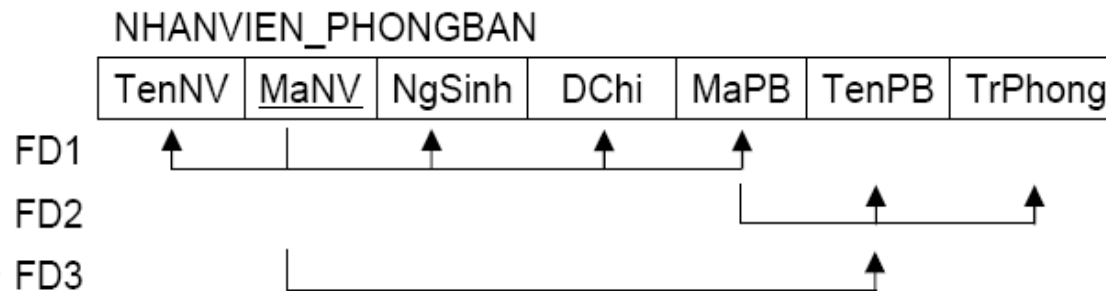 NHANVIEN_PHONGBAN
TenNV MaNV NgSinh DChi MaPB TenPB TrPhong
FD1
FD2
FD3